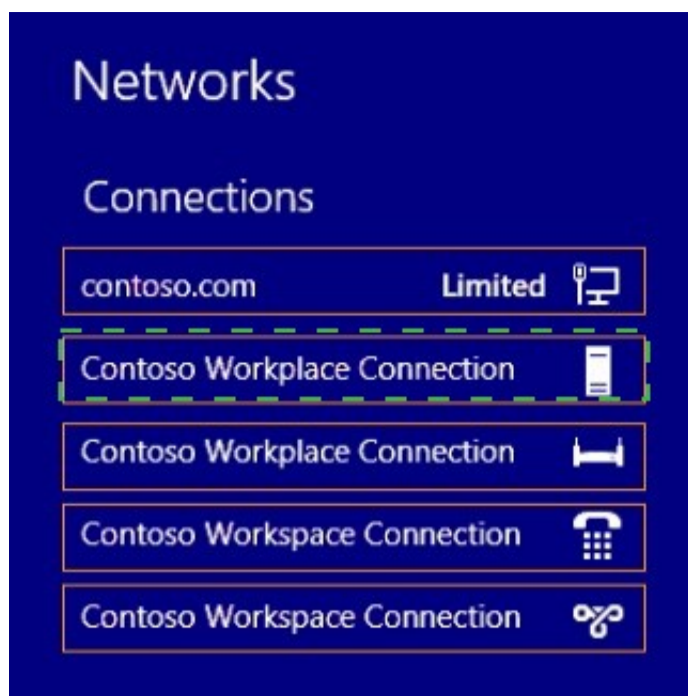 Networks
Connections
contoso.com Limited
Contoso Workplace Connection
Contoso Workplace Connection
Contoso Workspace Connection
Contoso Workspace Connection